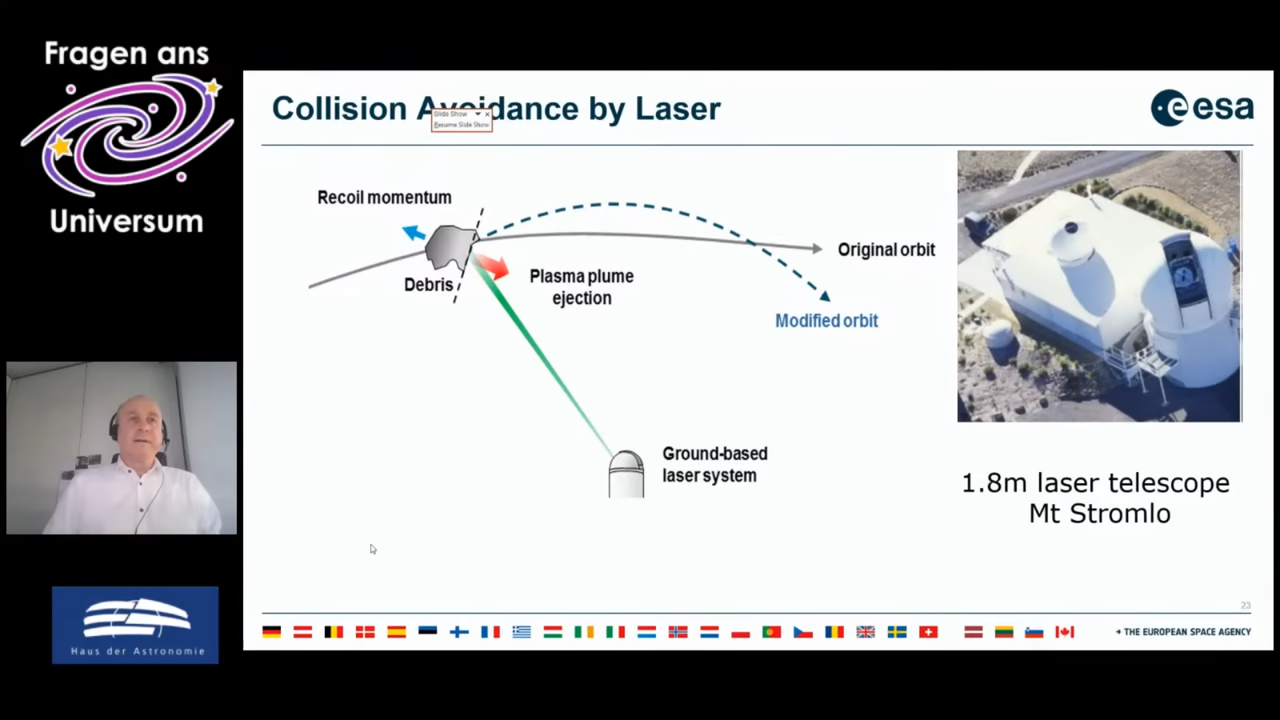 Fragen ans
Universum
Collision Avoidance by Laser
Slide Show
Resume Slide Show
esa
Recoil momentum
Debris
Plasma plume
ejection
Original orbit
Modified orbit
Ground-based
laser system
1.8m laser telescope
Mt Stromlo
23
→ THE EUROPEAN SPACE AGENCY
Haus der Astronomie